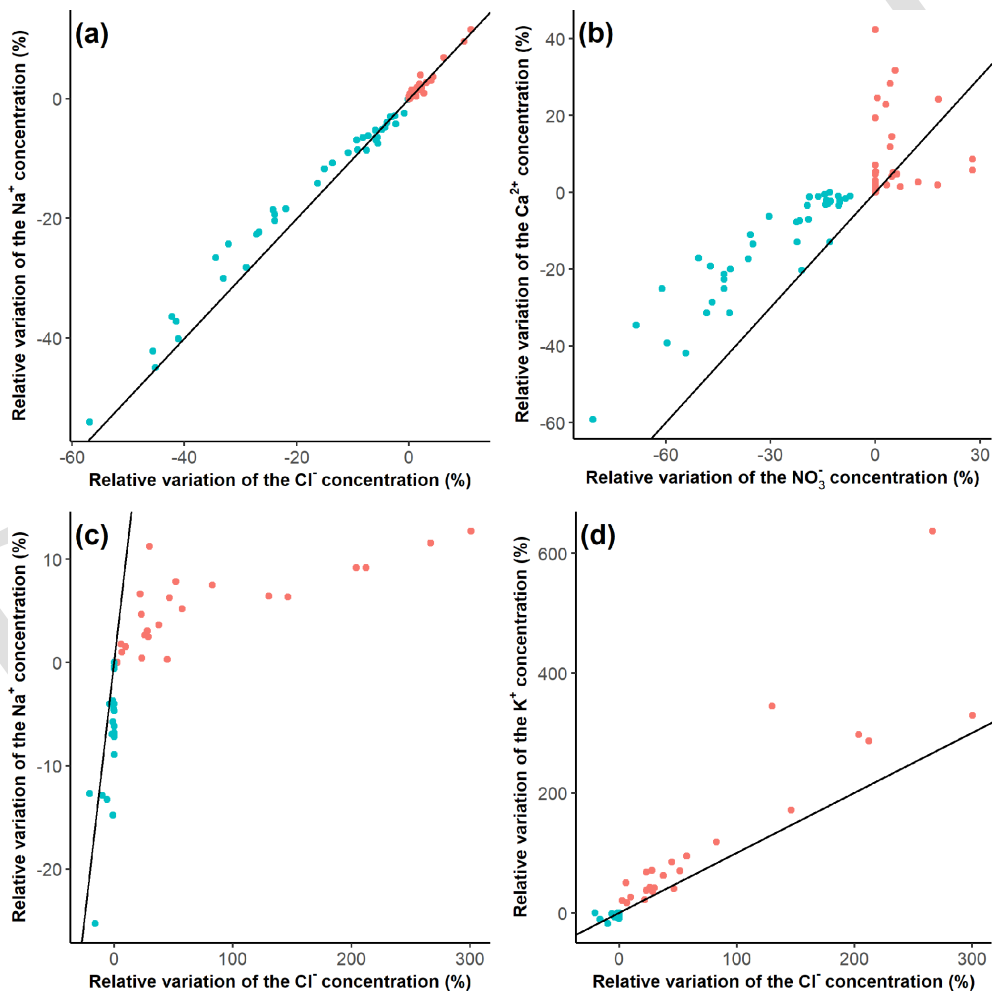 (a)
Relative variation of the Na⁺ concentration (%)
0
-20
-40
-60
-40
-20
0
Relative variation of the Cl⁻ concentration (%)
(b)
Relative variation of the Ca²⁺ concentration (%)
40
20
0
-20
-40
-60
-60
-30
0
30
Relative variation of the NO₃⁻ concentration (%)
(c)
Relative variation of the Na⁺ concentration (%)
10
0
-10
-20
0
100
200
300
Relative variation of the Cl⁻ concentration (%)
(d)
Relative variation of the K⁺ concentration (%)
600
400
200
0
0
100
200
300
Relative variation of the Cl⁻ concentration (%)